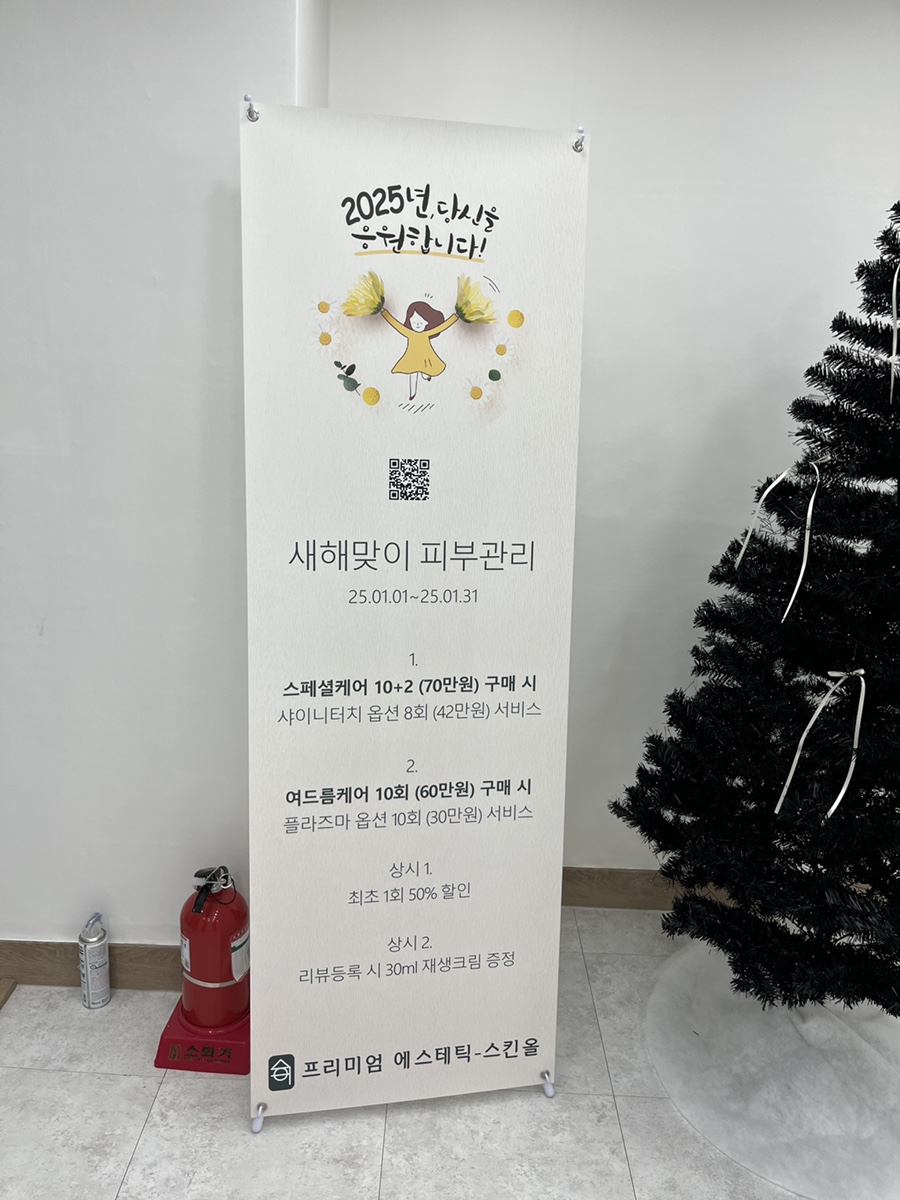 2025년, 당신을
응원합니다!
새해맞이 피부관리
25.01.01~25.01.31
1.
스페셜케어 10+2 (70만원) 구매 시
샤이니터치 옵션 8회 (42만원) 서비스
2.
여드름케어 10회 (60만원) 구매 시
플라즈마 옵션 10회 (30만원) 서비스
상시 1.
최초 1회 50% 할인
상시 2.
리뷰등록 시 30ml 재생크림 증정
프리미엄 에스테틱-스킨올
소화기